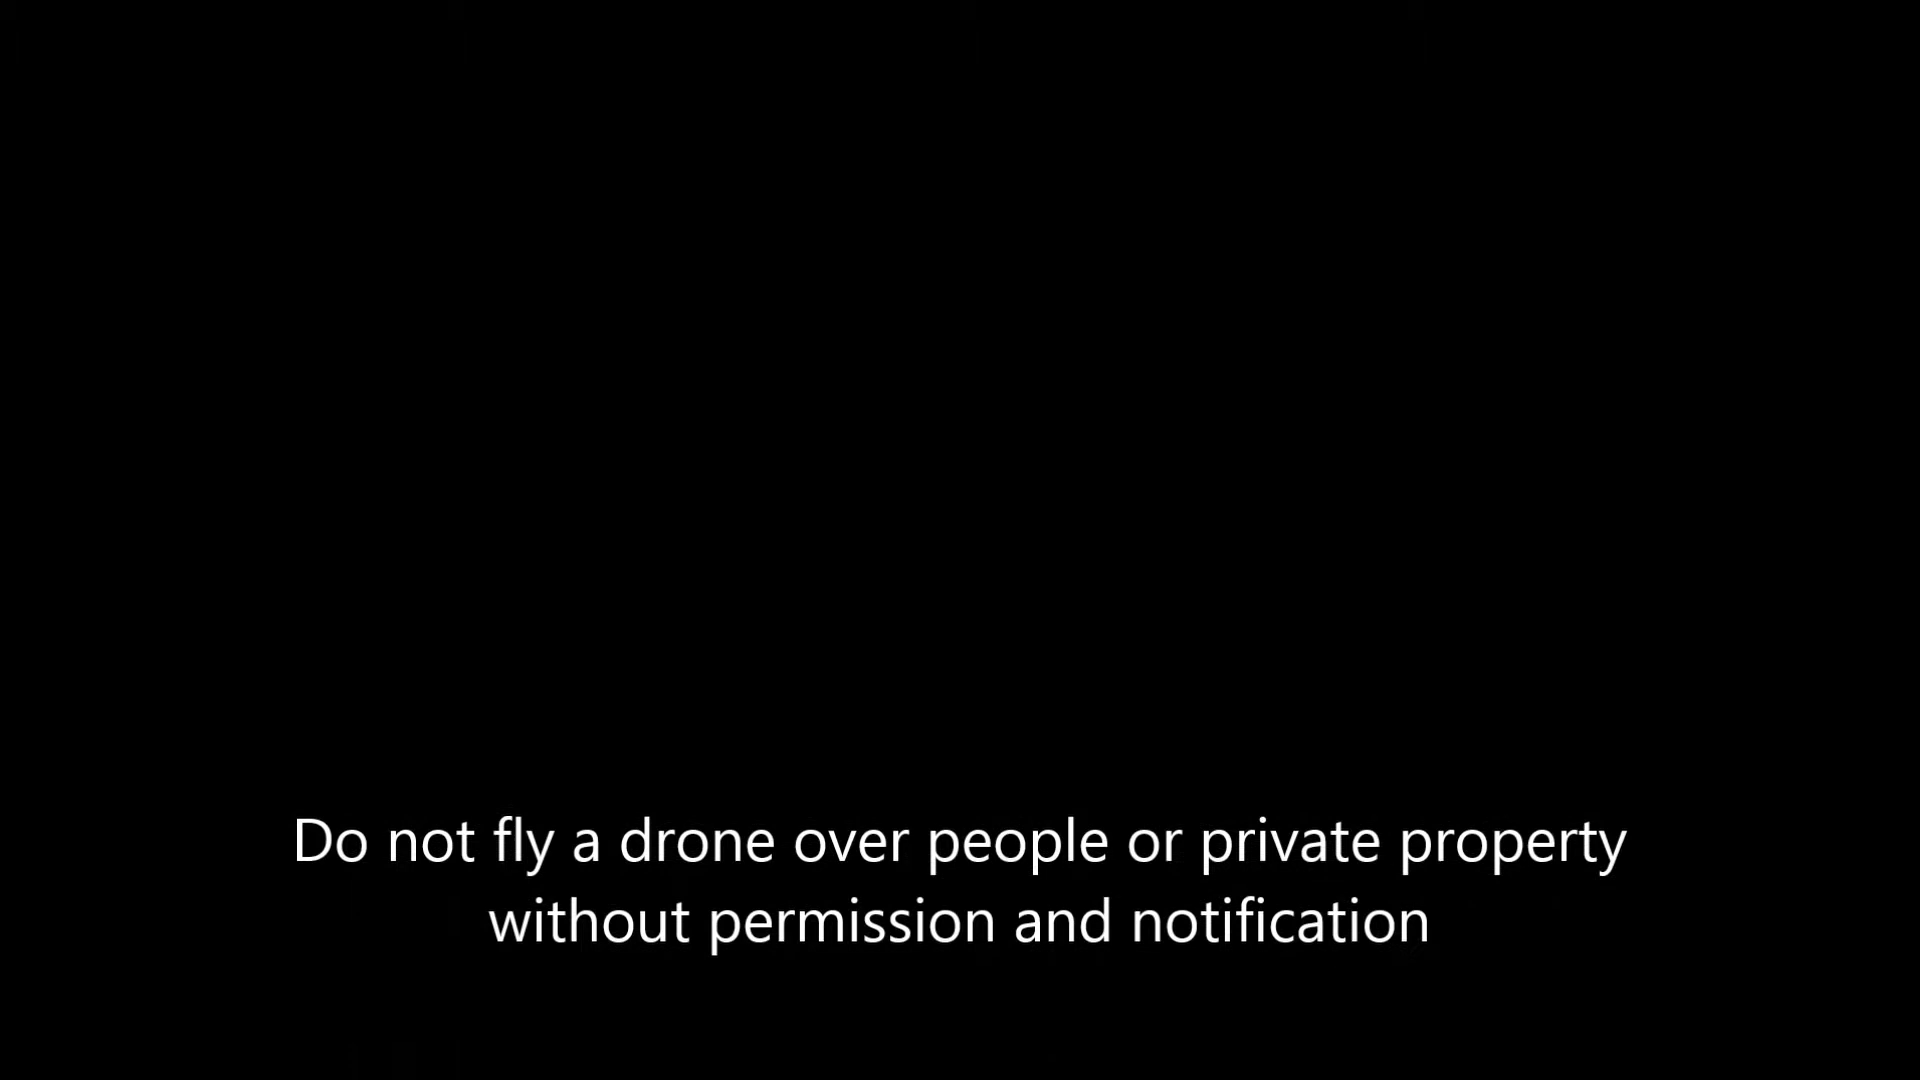 Do not fly a drone over people or private property
without permission and notification